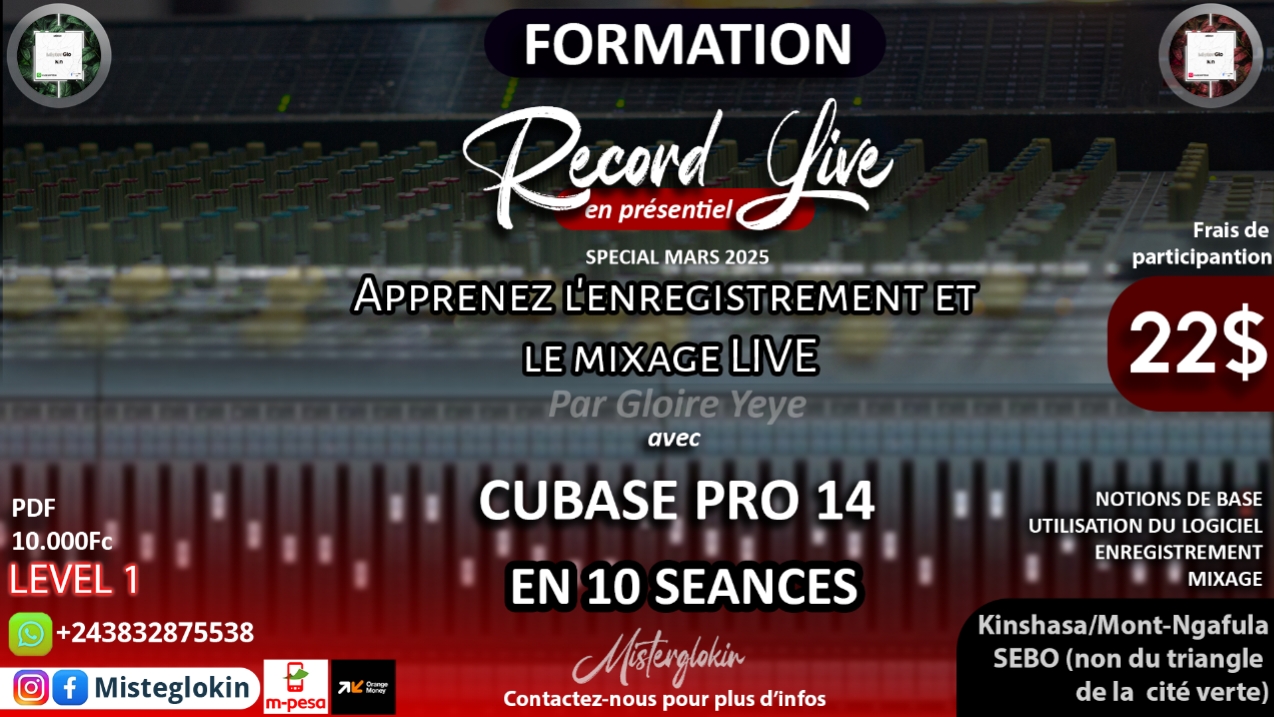 FORMATION
Record Live
en présentiel
SPECIAL MARS 2025
APPRENEZ L'ENREGISTREMENT ET
LE MIXAGE LIVE
Par Gloire Yeye
avec
CUBASE PRO 14
EN 10 SEANCES
Frais de
participantion
22$
PDF
10.000Fc
LEVEL 1
+243832875538
Misteglokin
m-pesa
Orange
Money
Misterglokin
Contactez-nous pour plus d'infos
NOTIONS DE BASE
UTILISATION DU LOGICIEL
ENREGISTREMENT
MIXAGE
Kinshasa/Mont-Ngafula
SEBO (non du triangle
de la cité verte)